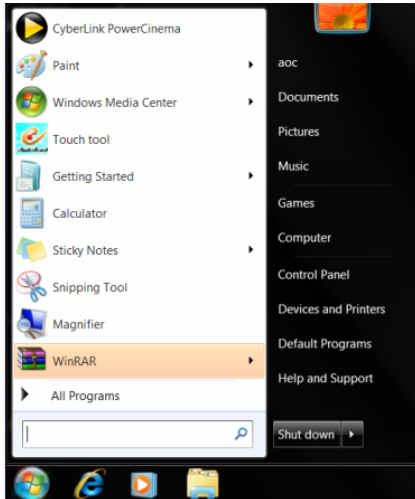 CyberLink PowerCinema
Paint
Windows Media Center
Touch tool
Getting Started
Calculator
Sticky Notes
Snipping Tool
Magnifier
WinRAR
All Programs
aoc
Documents
Pictures
Music
Games
Computer
Control Panel
Devices and Printers
Default Programs
Help and Support
Shut down